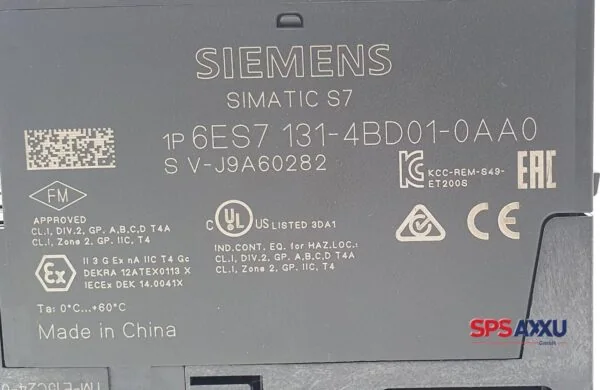 SIEMENS
SIMATIC S7
1P 6ES7 131-4BD01-0AA0
S V-J9A60282
KCC-REM-S49-
ET200S
EAC
FM
APPROVED
CL.I, DIV.2, GP. A,B,C,D T4A
CL.I, Zone 2, GP. IIC, T4
C UL US LISTED 3DA1
IND.CONT. EQ. for HAZ.LOC.:
CL.I, DIV.2, GP. A,B,C,D T4A
CL.I, Zone 2, GP. IIC, T4
CE
Ex
II 3 G Ex nA IIC T4 Gc
DEKRA 12ATEX0113 X
IECEx DEK 14.0041X
Ta: 0°C...+60°C
Made in China
SPS AXXU
GmbH